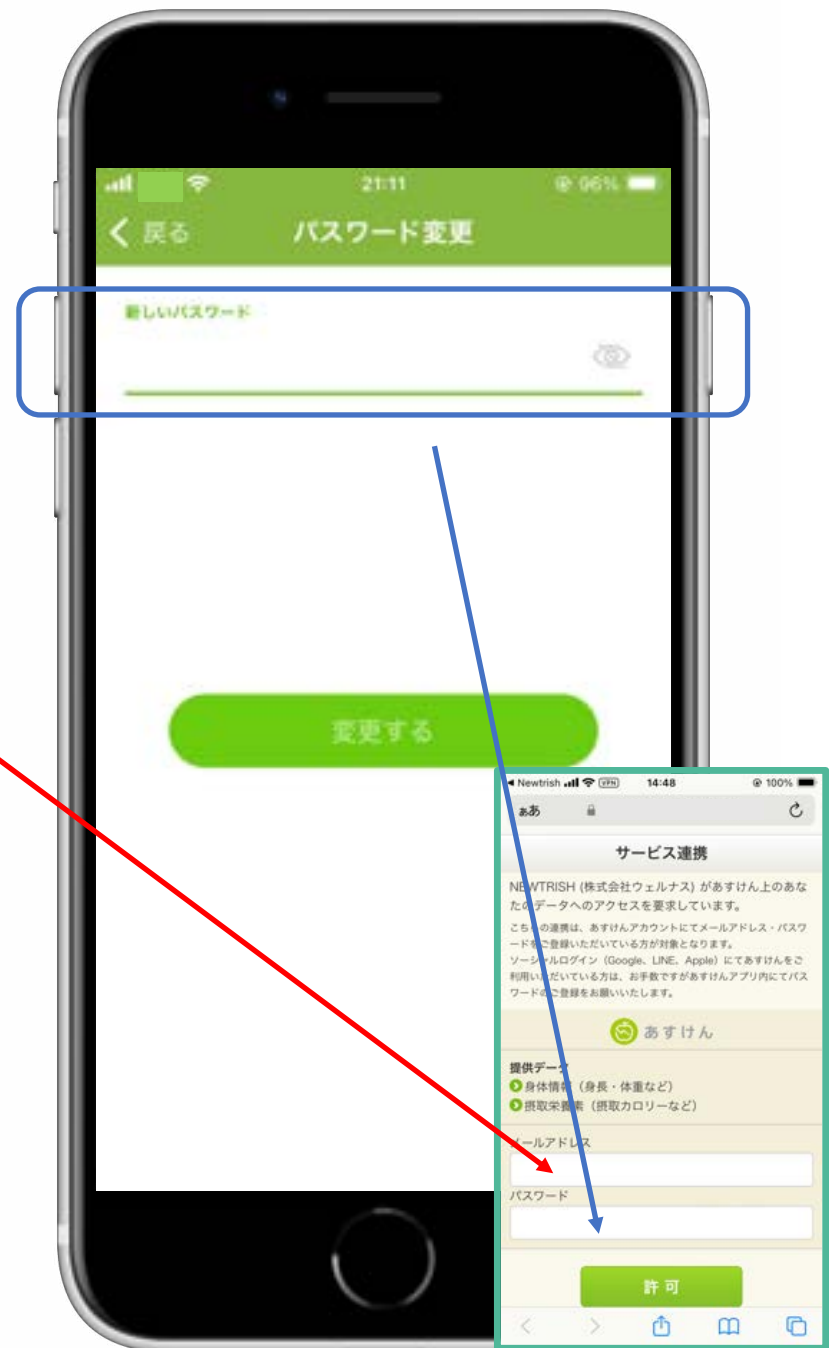 21:11
96%
戻る
パスワード変更
新しいパスワード
変更する
Newtrish
VPN
14:48
100%
ぁあ
サービス連携
NEWTRISH (株式会社ウェルナス) があすけん上のあな
たのデータへのアクセスを要求しています。
こちらの連携は、あすけんアカウントにてメールアドレス・パスワ
ードをご登録いただいている方が対象となります。
ソーシャルログイン（Google、LINE、Apple）にてあすけんをご
利用いただいている方は、お手数ですがあすけんアプリ内にてパス
ワードのご登録をお願いいたします。
あすけん
提供データ
身体情報（身長・体重など）
摂取栄養素（摂取カロリーなど）
メールアドレス
パスワード
許可